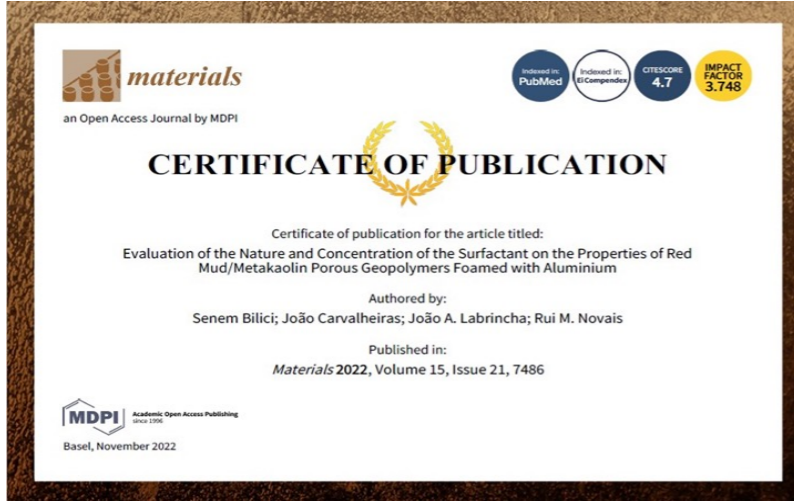 materials
an Open Access Journal by MDPI
Indexed in:
PubMed
Indexed in:
Ei Compendex
CITESCORE
4.7
IMPACT
FACTOR
3.748
CERTIFICATE OF PUBLICATION
Certificate of publication for the article titled:
Evaluation of the Nature and Concentration of the Surfactant on the Properties of Red
Mud/Metakaolin Porous Geopolymers Foamed with Aluminium
Authored by:
Senem Bilici; João Carvalheiras; João A. Labrincha; Rui M. Novais
Published in:
Materials 2022, Volume 15, Issue 21, 7486
MDPI
Academic Open Access Publishing
since 1996
Basel, November 2022